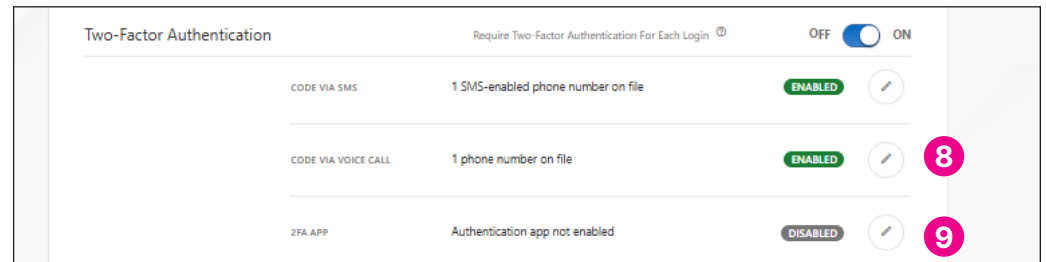 Two-Factor Authentication Require Two-Factor Authentication For Each Login ? OFF ON
CODE VIA SMS 1 SMS-enabled phone number on file ENABLED
CODE VIA VOICE CALL 1 phone number on file ENABLED 8
2FA APP Authentication app not enabled DISABLED 9